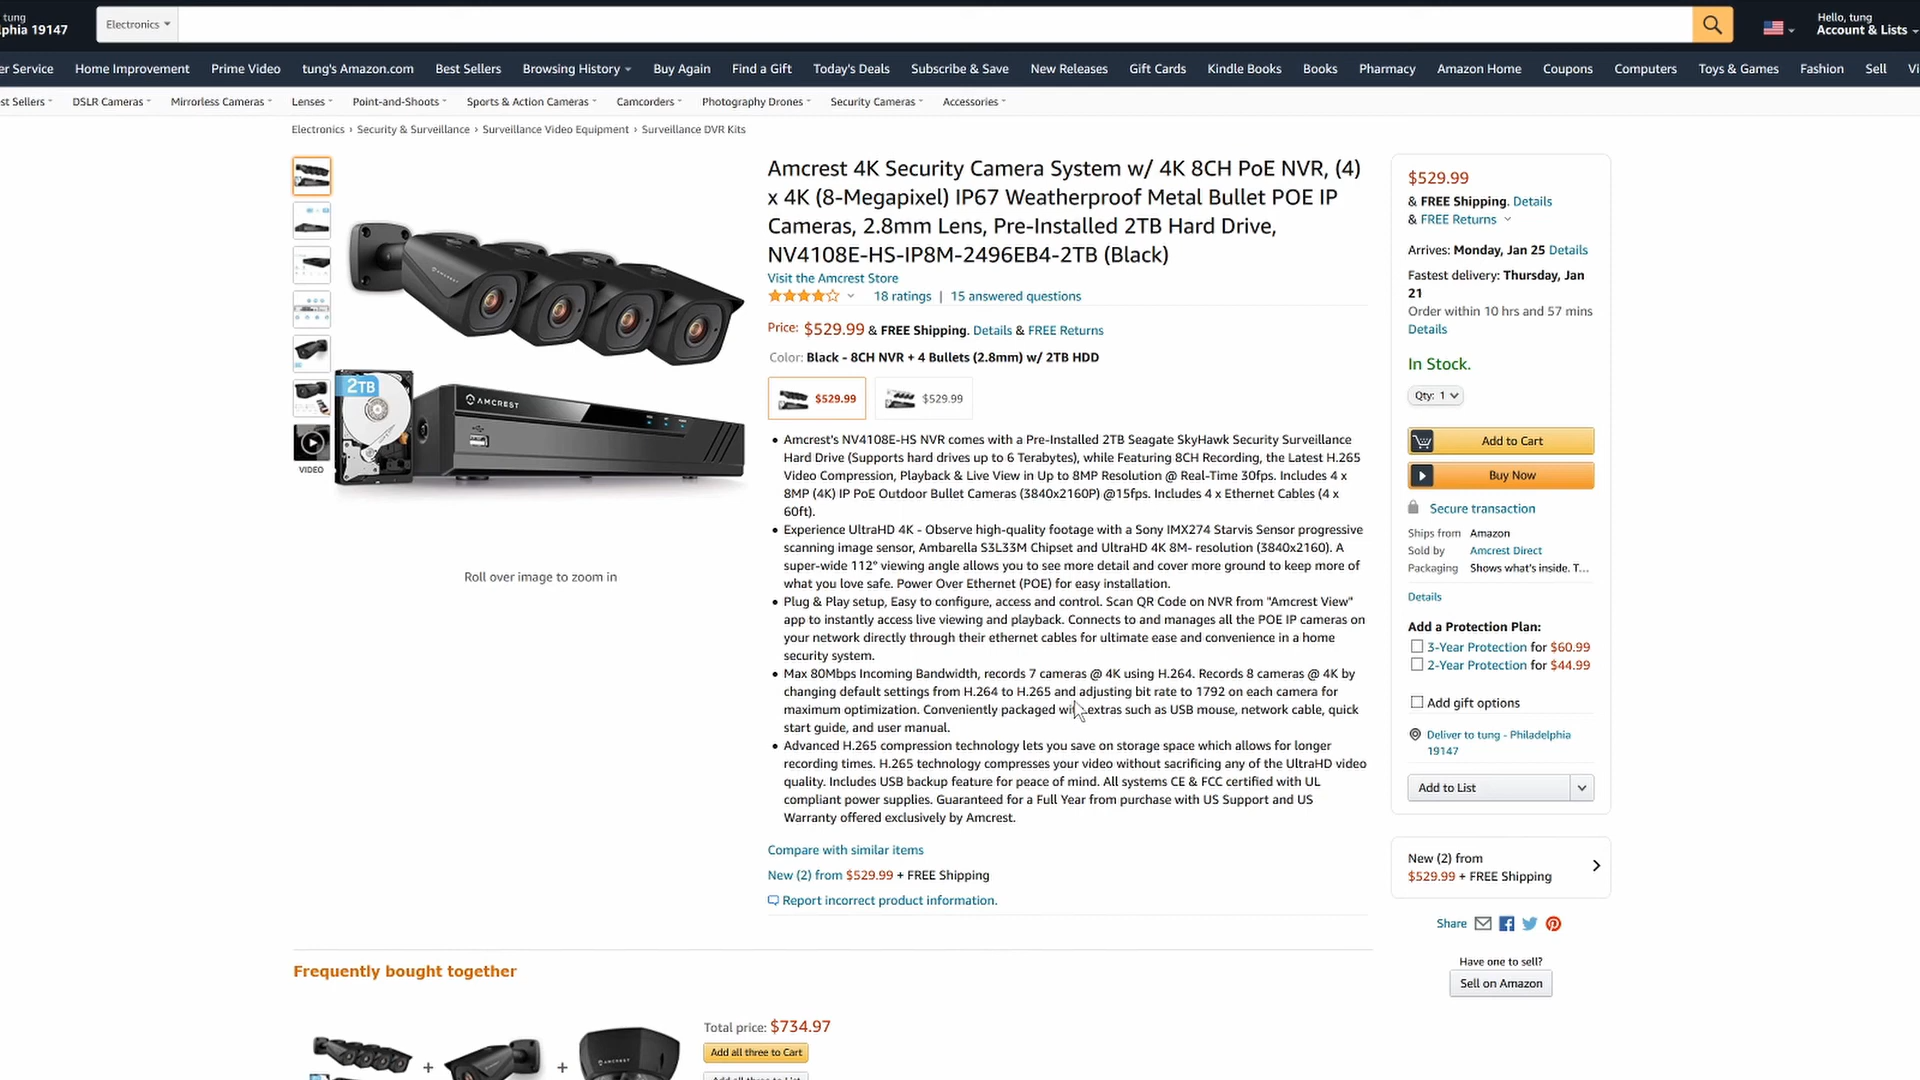 tung
lphia 19147
Electronics
Hello, tung
Account & Lists
er Service
Home Improvement
Prime Video
tung's Amazon.com
Best Sellers
Browsing History
Buy Again
Find a Gift
Today's Deals
Subscribe & Save
New Releases
Gift Cards
Kindle Books
Books
Pharmacy
Amazon Home
Coupons
Computers
Toys & Games
Fashion
Sell
Vi
st Sellers
DSLR Cameras
Mirrorless Cameras
Lenses
Point-and-Shoots
Sports & Action Cameras
Camcorders
Photography Drones
Security Cameras
Accessories
Electronics › Security & Surveillance › Surveillance Video Equipment › Surveillance DVR Kits
2TB
AMCREST
VIDEO
Roll over image to zoom in
Amcrest 4K Security Camera System w/ 4K 8CH PoE NVR, (4)
x 4K (8-Megapixel) IP67 Weatherproof Metal Bullet POE IP
Cameras, 2.8mm Lens, Pre-Installed 2TB Hard Drive,
NV4108E-HS-IP8M-2496EB4-2TB (Black)
Visit the Amcrest Store
18 ratings | 15 answered questions
Price: $529.99 & FREE Shipping. Details & FREE Returns
Color: Black - 8CH NVR + 4 Bullets (2.8mm) w/ 2TB HDD
$529.99
$529.99
• Amcrest's NV4108E-HS NVR comes with a Pre-Installed 2TB Seagate SkyHawk Security Surveillance
Hard Drive (Supports hard drives up to 6 Terabytes), while Featuring 8CH Recording, the Latest H.265
Video Compression, Playback & Live View in Up to 8MP Resolution @ Real-Time 30fps. Includes 4 x
8MP (4K) IP PoE Outdoor Bullet Cameras (3840x2160P) @15fps. Includes 4 x Ethernet Cables (4 x
60ft).
• Experience UltraHD 4K - Observe high-quality footage with a Sony IMX274 Starvis Sensor progressive
scanning image sensor, Ambarella S3L33M Chipset and UltraHD 4K 8M- resolution (3840x2160). A
super-wide 112° viewing angle allows you to see more detail and cover more ground to keep more of
what you love safe. Power Over Ethernet (POE) for easy installation.
• Plug & Play setup, Easy to configure, access and control. Scan QR Code on NVR from "Amcrest View"
app to instantly access live viewing and playback. Connects to and manages all the POE IP cameras on
your network directly through their ethernet cables for ultimate ease and convenience in a home
security system.
• Max 80Mbps Incoming Bandwidth, records 7 cameras @ 4K using H.264. Records 8 cameras @ 4K by
changing default settings from H.264 to H.265 and adjusting bit rate to 1792 on each camera for
maximum optimization. Conveniently packaged with extras such as USB mouse, network cable, quick
start guide, and user manual.
• Advanced H.265 compression technology lets you save on storage space which allows for longer
recording times. H.265 technology compresses your video without sacrificing any of the UltraHD video
quality. Includes USB backup feature for peace of mind. All systems CE & FCC certified with UL
compliant power supplies. Guaranteed for a Full Year from purchase with US Support and US
Warranty offered exclusively by Amcrest.
Compare with similar items
New (2) from $529.99 + FREE Shipping
Report incorrect product information.
$529.99
& FREE Shipping. Details
& FREE Returns
Arrives: Monday, Jan 25 Details
Fastest delivery: Thursday, Jan
21
Order within 10 hrs and 57 mins
Details
In Stock.
Qty: 1
Add to Cart
Buy Now
Secure transaction
Ships from Amazon
Sold by Amcrest Direct
Packaging Shows what's inside. T...
Details
Add a Protection Plan:
3-Year Protection for $60.99
2-Year Protection for $44.99
Add gift options
Deliver to tung - Philadelphia
19147
Add to List
New (2) from
$529.99 + FREE Shipping
Share
Have one to sell?
Sell on Amazon
Frequently bought together
+
+
AMCREST
Total price: $734.97
Add all three to Cart
Add all three to List